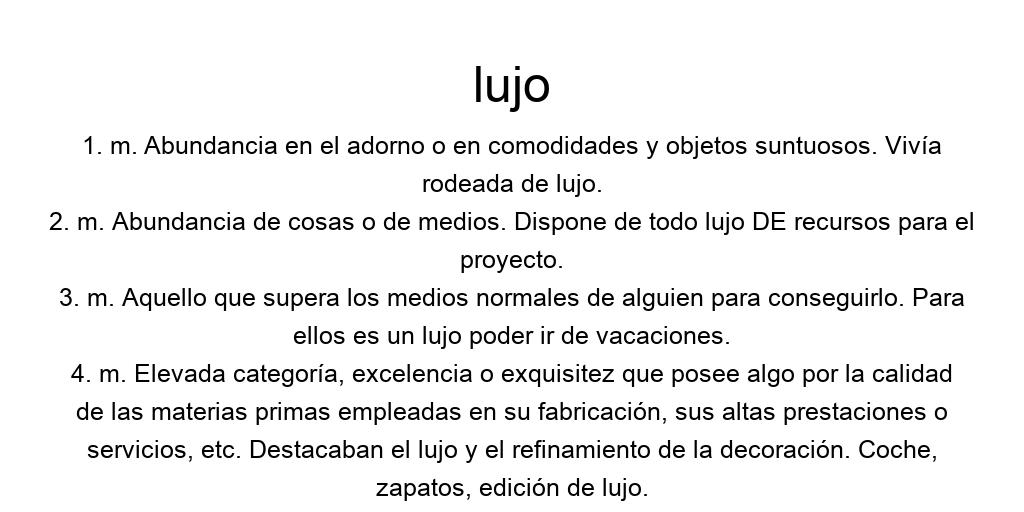 lujo
1. m. Abundancia en el adorno o en comodidades y objetos suntuosos. Vivía
rodeada de lujo.
2. m. Abundancia de cosas o de medios. Dispone de todo lujo DE recursos para el
proyecto.
3. m. Aquello que supera los medios normales de alguien para conseguirlo. Para
ellos es un lujo poder ir de vacaciones.
4. m. Elevada categoría, excelencia o exquisitez que posee algo por la calidad
de las materias primas empleadas en su fabricación, sus altas prestaciones o
servicios, etc. Destacaban el lujo y el refinamiento de la decoración. Coche,
zapatos, edición de lujo.